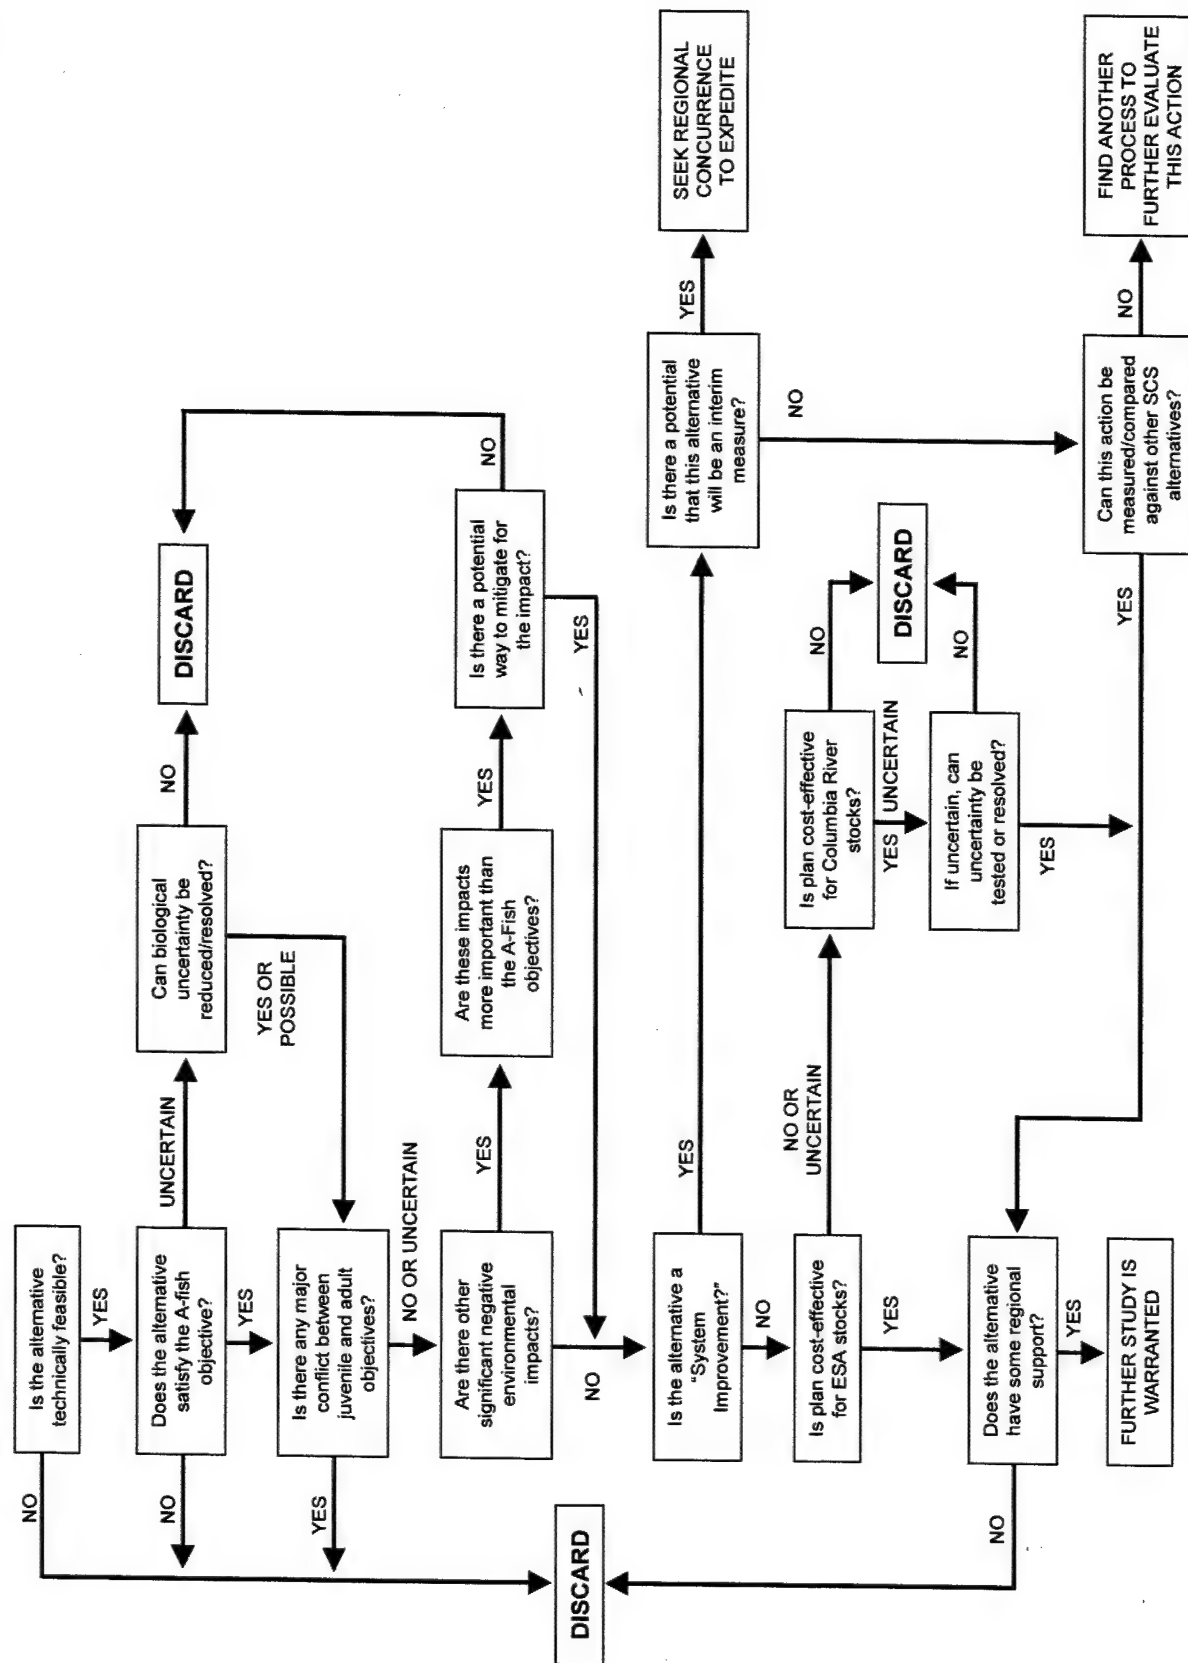 Is the alternative
technically feasible?
NO
YES
Does the alternative
satisfy the A-fish
objective?
NO
UNCERTAIN
YES
Can biological
uncertainty be
reduced/resolved?
NO
DISCARD
YES OR
POSSIBLE
Is there any major
conflict between
juvenile and adult
objectives?
YES
NO OR UNCERTAIN
Are there other
significant negative
environmental
impacts?
YES
Are these impacts
more important than
the A-Fish
objectives?
YES
Is there a potential
way to mitigate for
the impact?
NO
YES
NO
DISCARD
Is the alternative a
"System
Improvement?"
YES
NO
Is there a potential
that this alternative
will be an interim
measure?
YES
SEEK REGIONAL
CONCURRENCE
TO EXPEDITE
NO
Is plan cost-effective
for ESA stocks?
NO OR
UNCERTAIN
YES
Is plan cost-effective
for Columbia River
stocks?
NO
YES
UNCERTAIN
DISCARD
If uncertain, can
uncertainty be
tested or resolved?
NO
YES
Does the alternative
have some regional
support?
NO
YES
Can this action be
measured/compared
against other SCS
alternatives?
YES
NO
FIND ANOTHER
PROCESS TO
FURTHER EVALUATE
THIS ACTION
FURTHER STUDY IS
WARRANTED